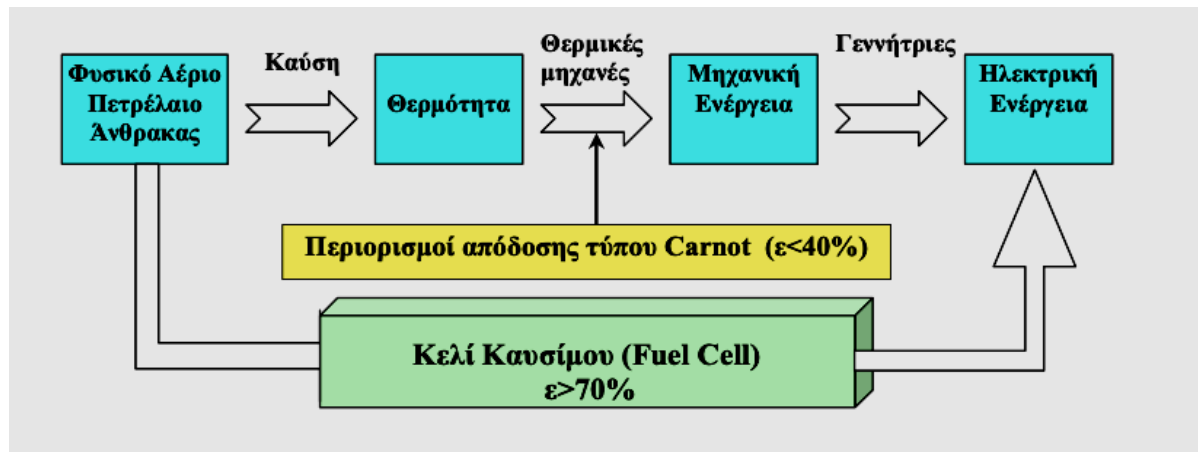 Φυσικό Αέριο
Πετρέλαιο
Άνθρακας
Καύση
Θερμότητα
Θερμικές
μηχανές
Μηχανική
Ενέργεια
Γεννήτριες
Ηλεκτρική
Ενέργεια
Περιορισμοί απόδοσης τύπου Carnot (ε<40%)
Κελί Καυσίμου (Fuel Cell)
ε>70%